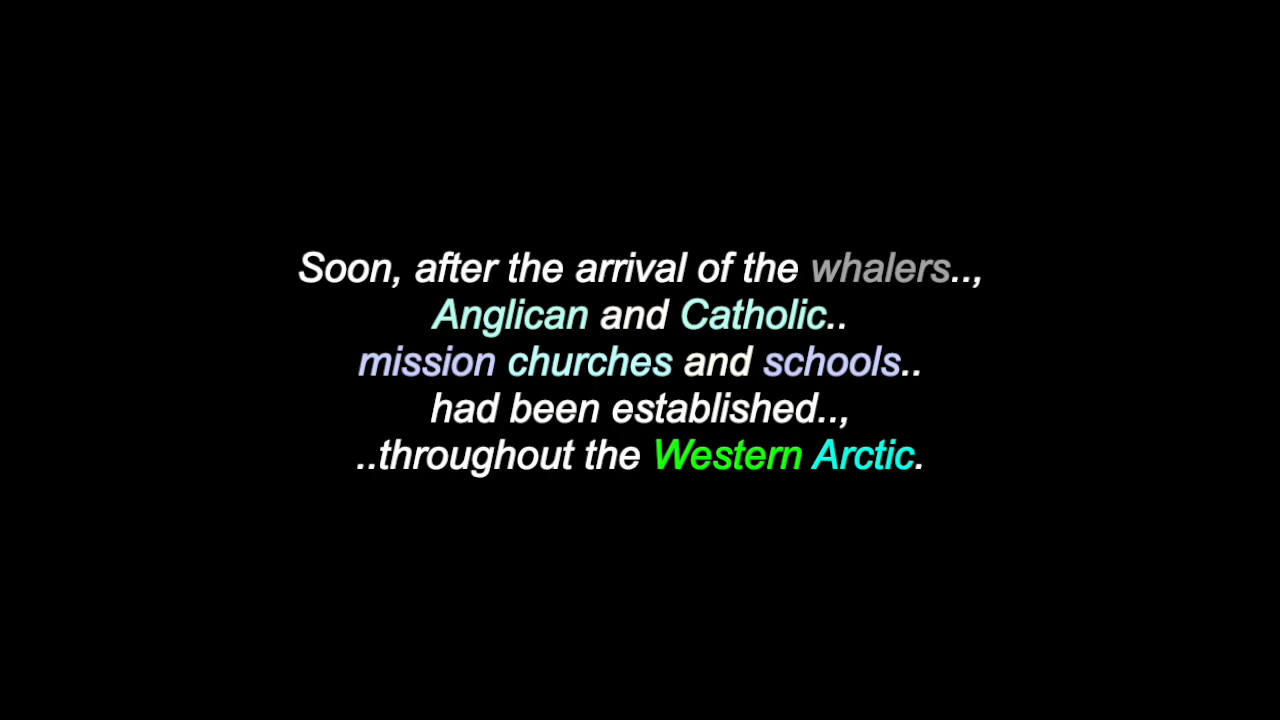 Soon, after the arrival of the whalers..,
Anglican and Catholic..
mission churches and schools..
had been established..,
..throughout the Western Arctic.